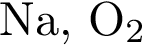 Na, O₂